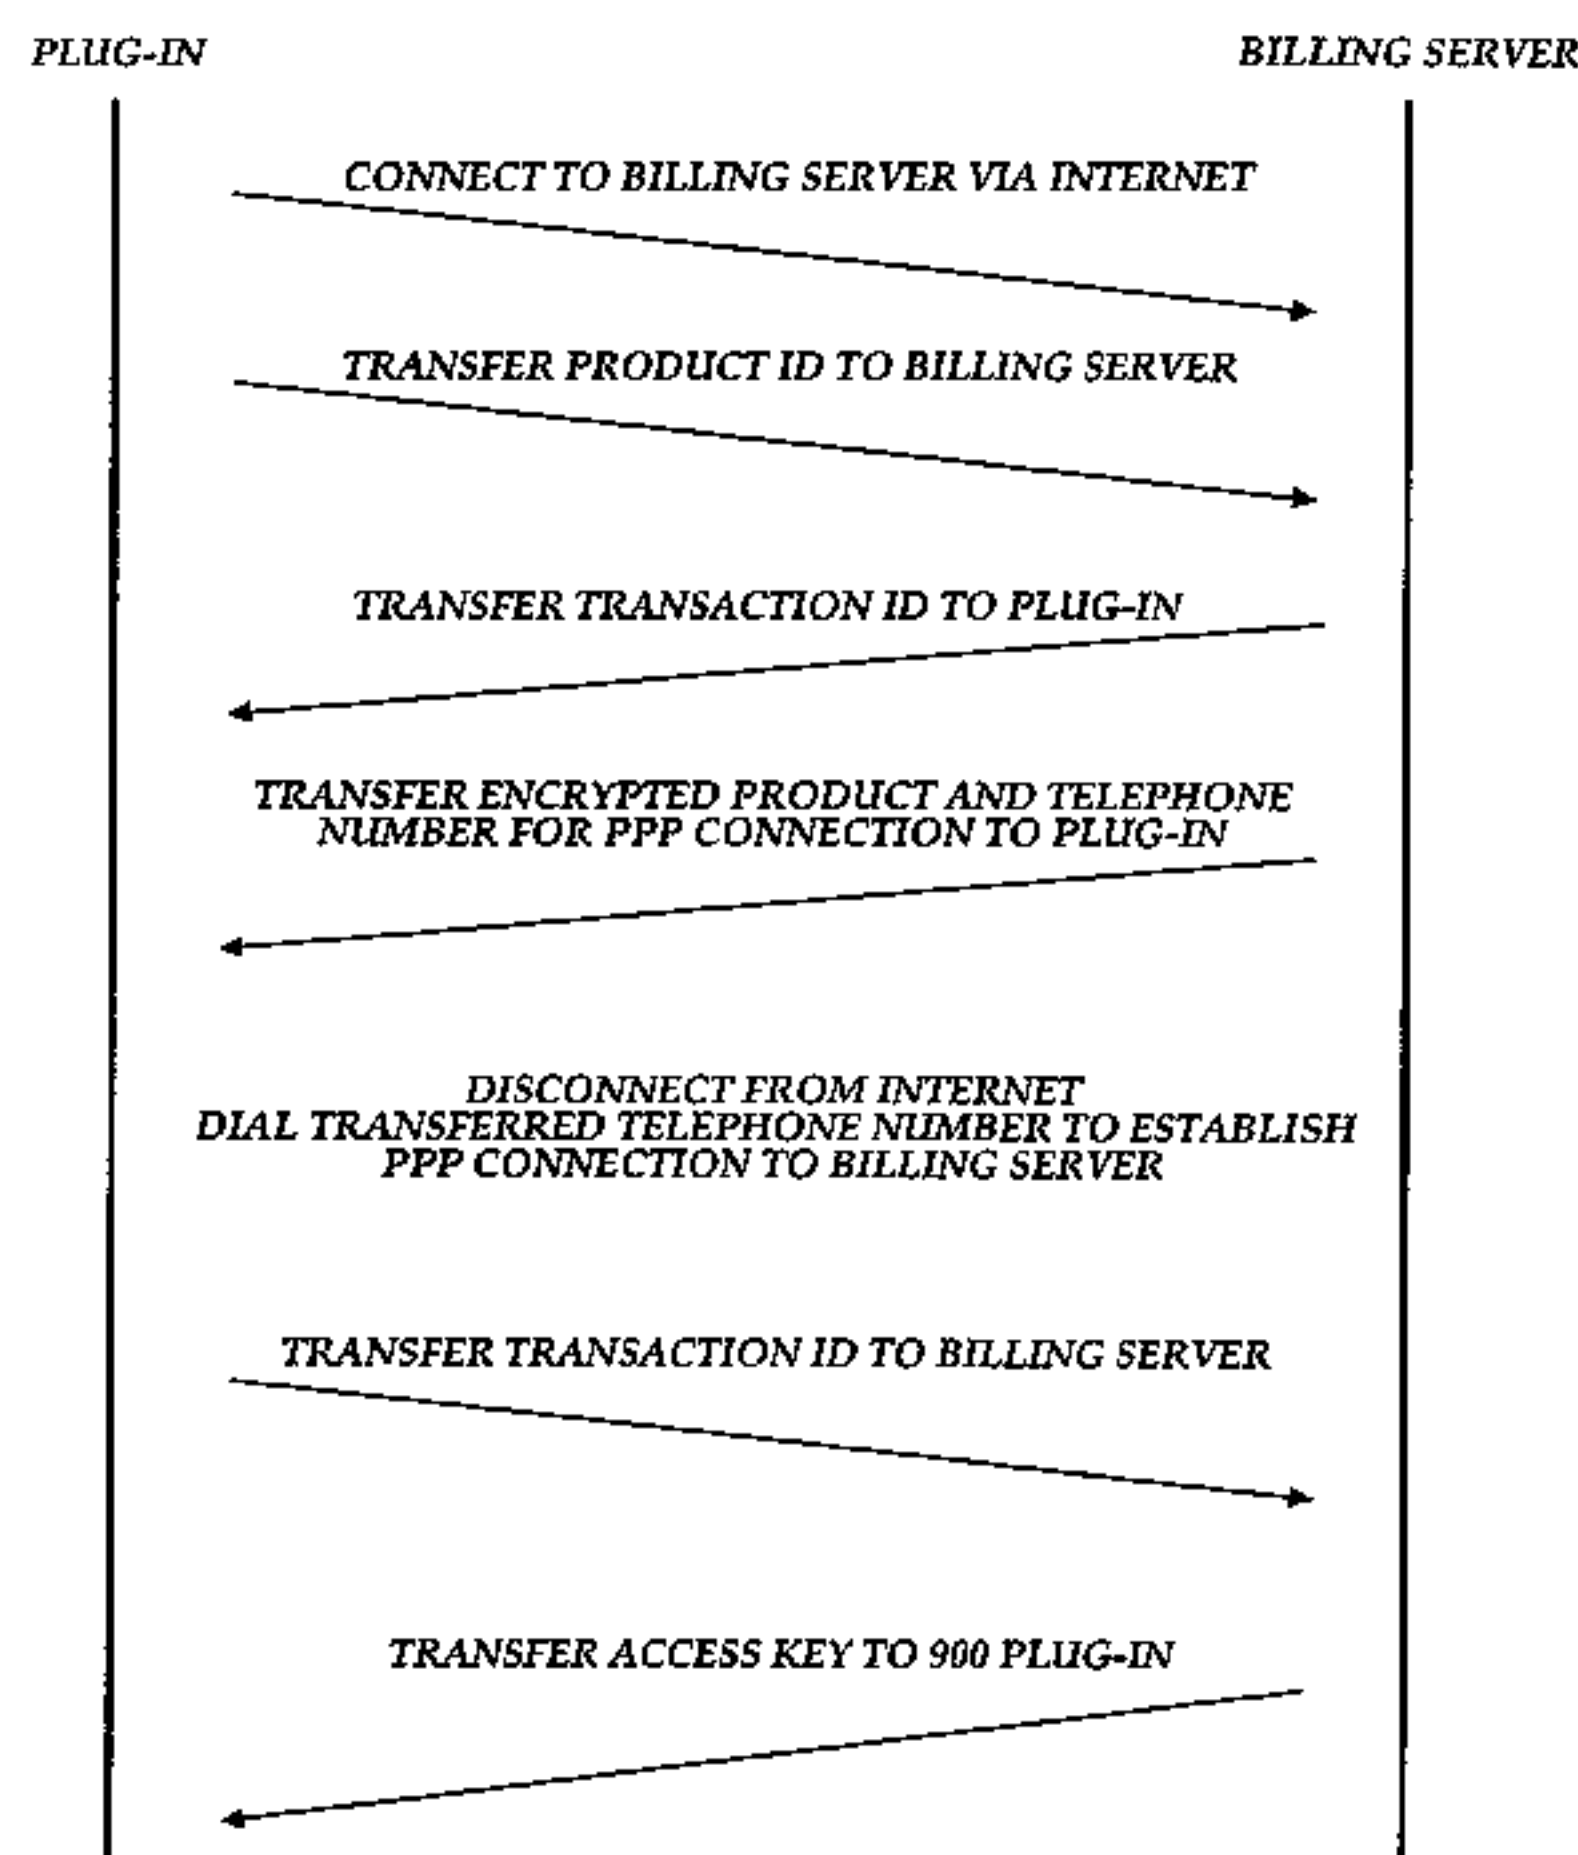 PLUG-IN
BILLING SERVER
CONNECT TO BILLING SERVER VIA INTERNET
TRANSFER PRODUCT ID TO BILLING SERVER
TRANSFER TRANSACTION ID TO PLUG-IN
TRANSFER ENCRYPTED PRODUCT AND TELEPHONE
NUMBER FOR PPP CONNECTION TO PLUG-IN
DISCONNECT FROM INTERNET
DIAL TRANSFERRED TELEPHONE NUMBER TO ESTABLISH
PPP CONNECTION TO BILLING SERVER
TRANSFER TRANSACTION ID TO BILLING SERVER
TRANSFER ACCESS KEY TO 900 PLUG-IN